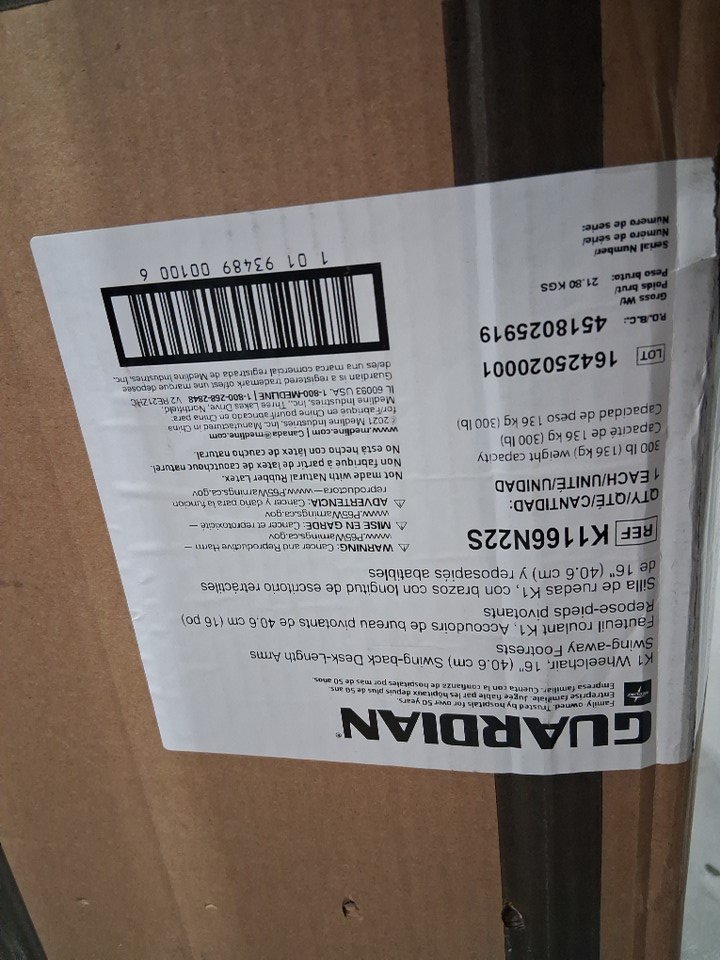 GUARDIAN®
Family owned. Trusted by hospitals for over 50 years.
Entreprise familiale. Jugée fiable par les hôpitaux depuis plus de 50 ans.
Empresa familiar. Cuenta con la confianza de hospitales por mas de 50 años.
K1 Wheelchair, 16" (40.6 cm) Swing-back Desk-Length Arms
Swing-away Footrests
Fauteuil roulant K1, Accoudoirs de bureau pivotants de 40.6 cm (16 po)
Repose-pieds pivotants
Silla de ruedas K1, con brazos con longitud de escritorio retráctiles
de 16" (40.6 cm) y reposapiés abatibles
REF K1166N22S
QTY/QTÉ/CANTIDAD:
1 EACH/UNITÉ/UNIDAD
300 lb (136 kg) weight capacity
Capacité de 136 kg (300 lb)
Capacidad de peso 136 kg (300 lb)
LOT 16425020001
P.O./B.C.: 4518025919
Gross Wt/
Poids brut/
Peso bruto: 21.80 KGS
Serial Number/
Numéro de série/
Número de serie:
⚠ WARNING: Cancer and Reproductive Harm —
www.P65Warnings.ca.gov
⚠ MISE EN GARDE: Cancer et reprotoxicité —
www.P65Warnings.ca.gov
⚠ ADVERTENCIA: Cáncer y daño para la función
reproductora — www.P65Warnings.ca.gov
Not made with Natural Rubber Latex.
Non fabriqué à partir de latex de caoutchouc naturel.
No está hecho con látex de caucho natural.
www.medline.com | Canada@medline.com
©2021 Medline Industries, Inc. Manufactured in China
for/Fabriqué en Chine pour/Fabricado en China para
Medline Industries, Inc., Three Lakes Drive, Northfield,
IL 60093 USA. 1-800-MEDLINE | 1-800-268-2848 V2 RE21ZHC
Guardian is a registered trademark of/est une marque déposée
de/es una marca comercial registrada de Medline Industries, Inc.
1 01 93489 00100 6